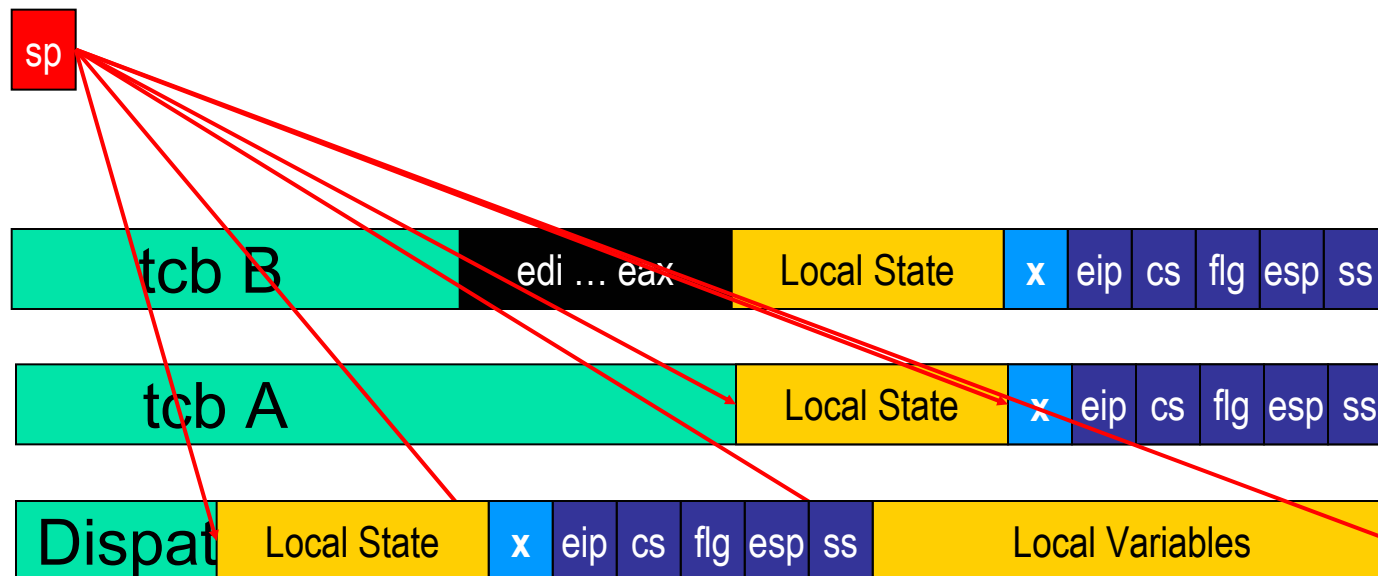 sp
tcb B edi … eax Local State x eip cs flg esp ss
tcb A Local State x eip cs flg esp ss
Dispat Local State x eip cs flg esp ss Local Variables